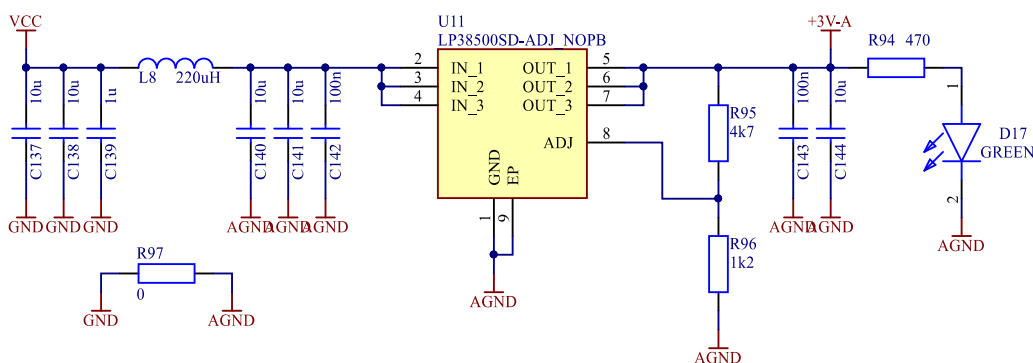 VCC
U11
LP38500SD-ADJ_NOPB
+3V-A
R94 470
L8 220uH
2 IN_1 OUT_1 5
3 IN_2 OUT_2 6
4 IN_3 OUT_3 7
ADJ 8
GND
EP
1
9
10u
C137
10u
C138
1u
C139
10u
C140
10u
C141
100n
C142
R95
4k7
100n
C143
10u
C144
1
D17
GREEN
2
GND GND GND
AGND AGND AGND
AGND AGND
AGND
R97
0
GND
AGND
AGND
R96
1k2
AGND